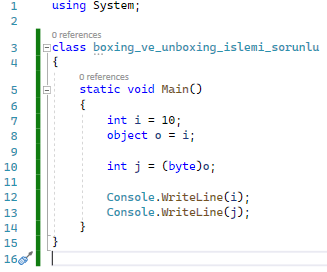 1 using System;
2
0 references
3 class boxing_ve_unboxing_islemi_sorunlu
4 {
0 references
5 static void Main()
6 {
7 int i = 10;
8 object o = i;
9
10 int j = (byte)o;
11
12 Console.WriteLine(i);
13 Console.WriteLine(j);
14 }
15 }
16